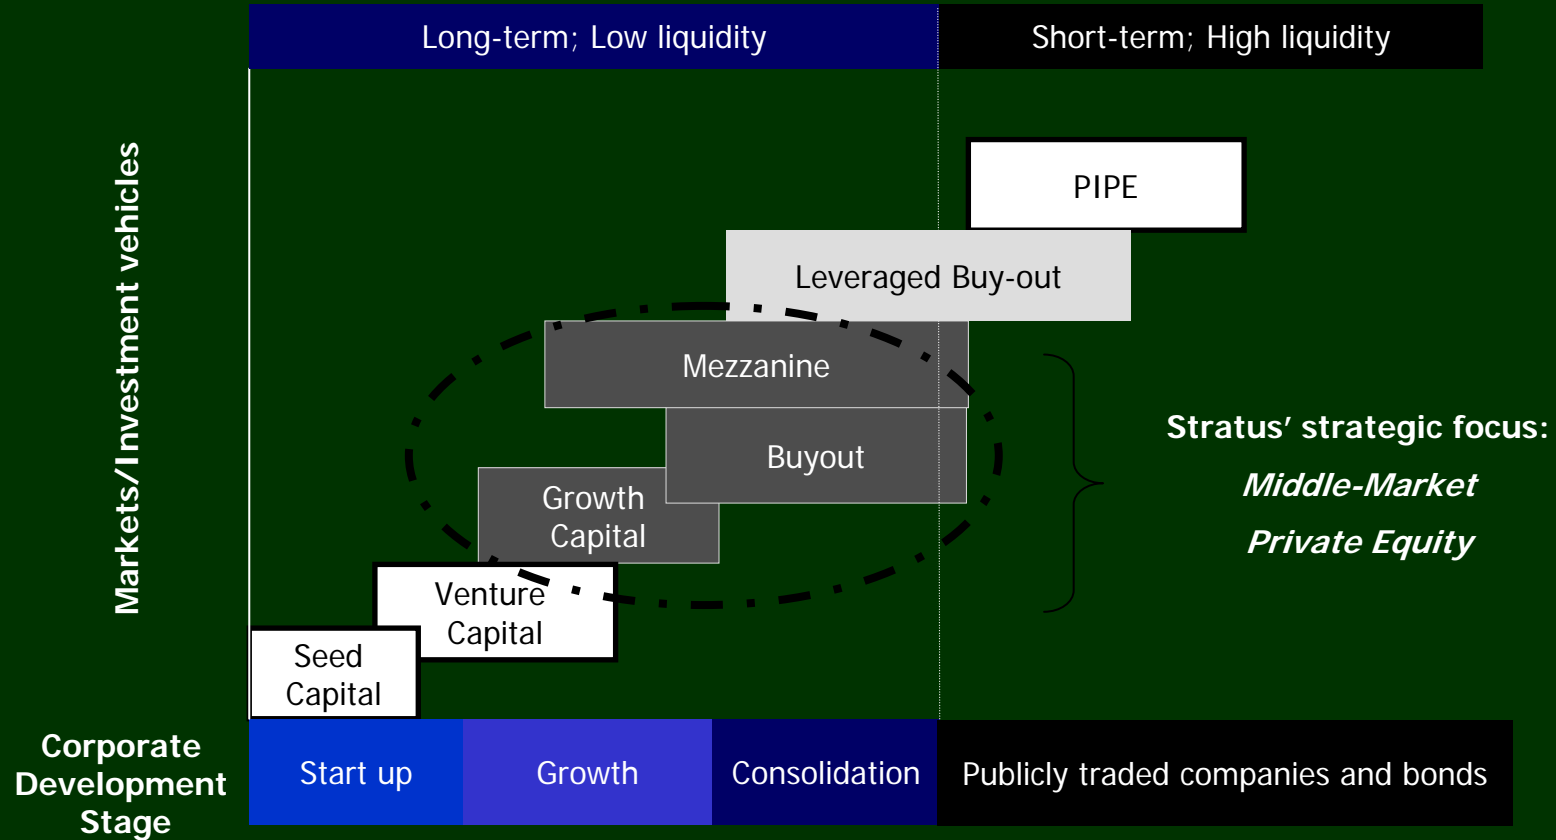 Long-term; Low liquidity
Short-term; High liquidity
Markets/Investment vehicles
PIPE
Leveraged Buy-out
Mezzanine
Buyout
Growth
Capital
Venture
Capital
Seed
Capital
Stratus’ strategic focus:
Middle-Market
Private Equity
Corporate
Development
Stage
Start up
Growth
Consolidation
Publicly traded companies and bonds